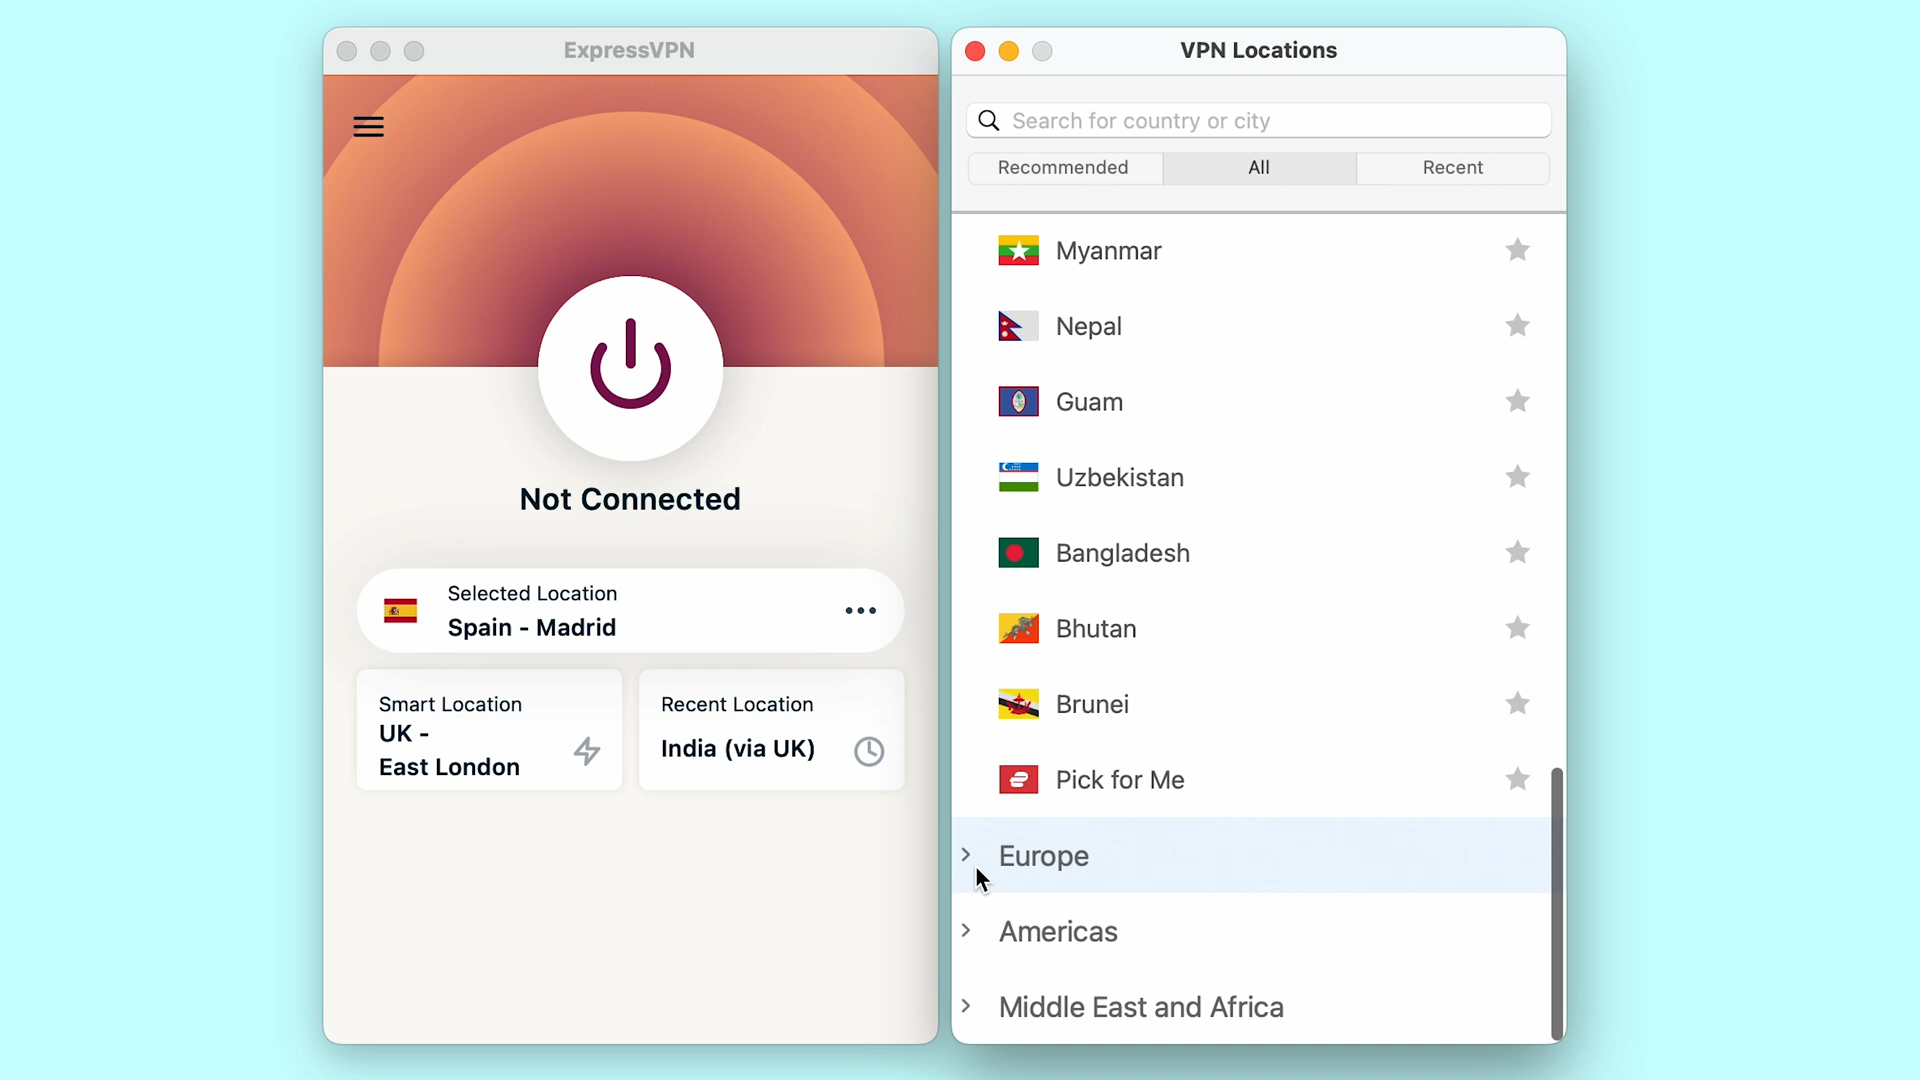 ExpressVPN
Not Connected
Selected Location
Spain - Madrid
Smart Location
UK -
East London
Recent Location
India (via UK)
VPN Locations
Search for country or city
Recommended
All
Recent
Myanmar
Nepal
Guam
Uzbekistan
Bangladesh
Bhutan
Brunei
Pick for Me
Europe
Americas
Middle East and Africa